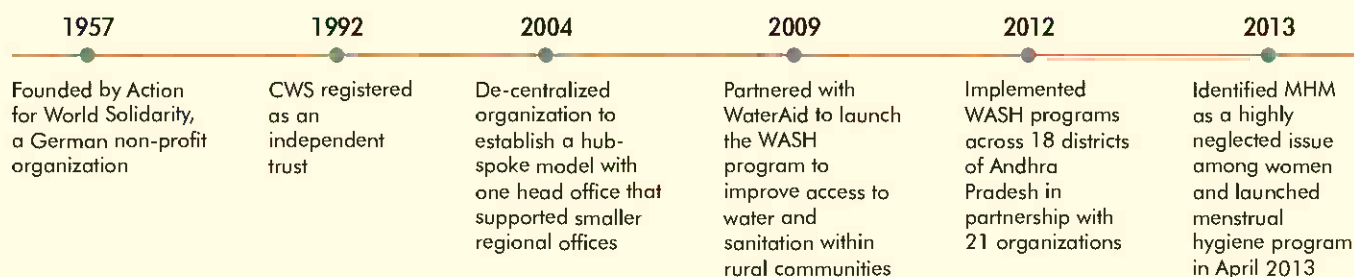 1957
Founded by Action
for World Solidarity,
a German non-profit
organization
1992
CWS registered
as an
independent
trust
2004
De-centralized
organization to
establish a hub-
spoke model with
one head office that
supported smaller
regional offices
2009
Partnered with
WaterAid to launch
the WASH
program to
improve access to
water and
sanitation within
rural communities
2012
Implemented
WASH programs
across 18 districts
of Andhra
Pradesh in
partnership with
21 organizations
2013
Identified MHM
as a highly
neglected issue
among women
and launched
menstrual
hygiene program
in April 2013